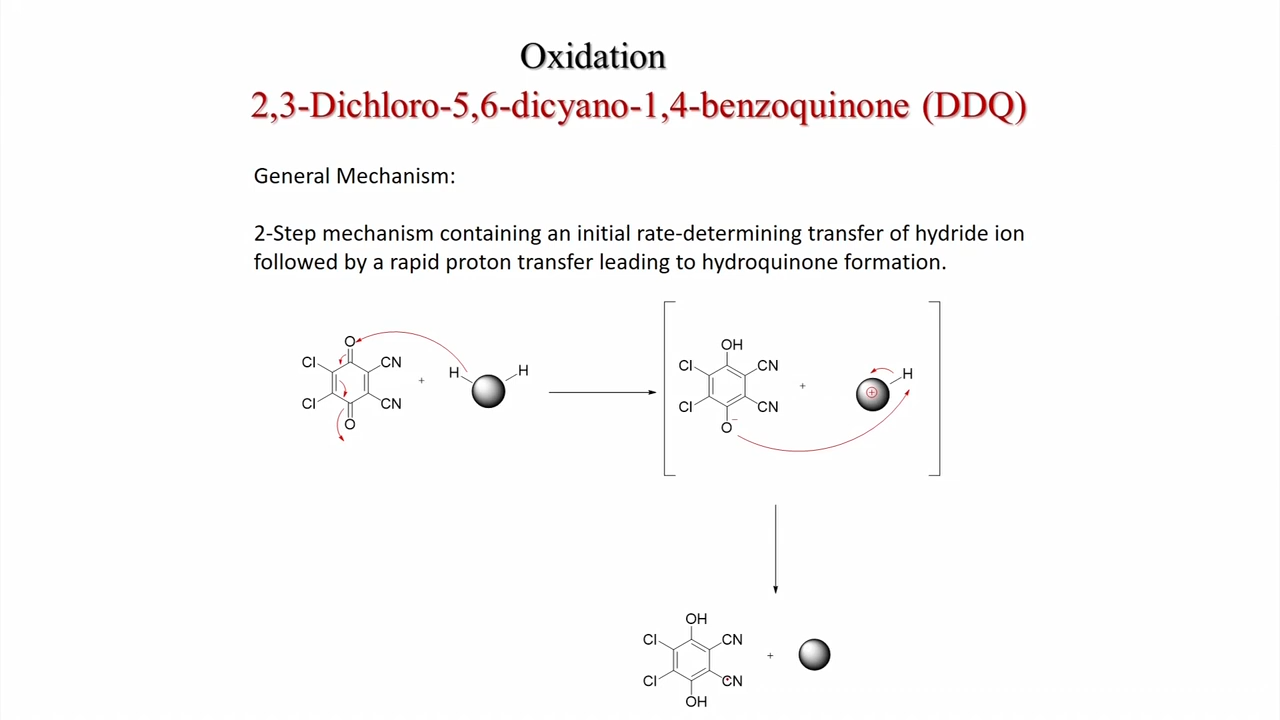 Oxidation
2,3-Dichloro-5,6-dicyano-1,4-benzoquinone (DDQ)
General Mechanism:
2-Step mechanism containing an initial rate-determining transfer of hydride ion
followed by a rapid proton transfer leading to hydroquinone formation.
O
Cl CN
Cl CN
O
+
H H
OH
Cl CN
Cl CN
O −
+
⊕ H
OH
Cl CN
Cl CN
OH
+